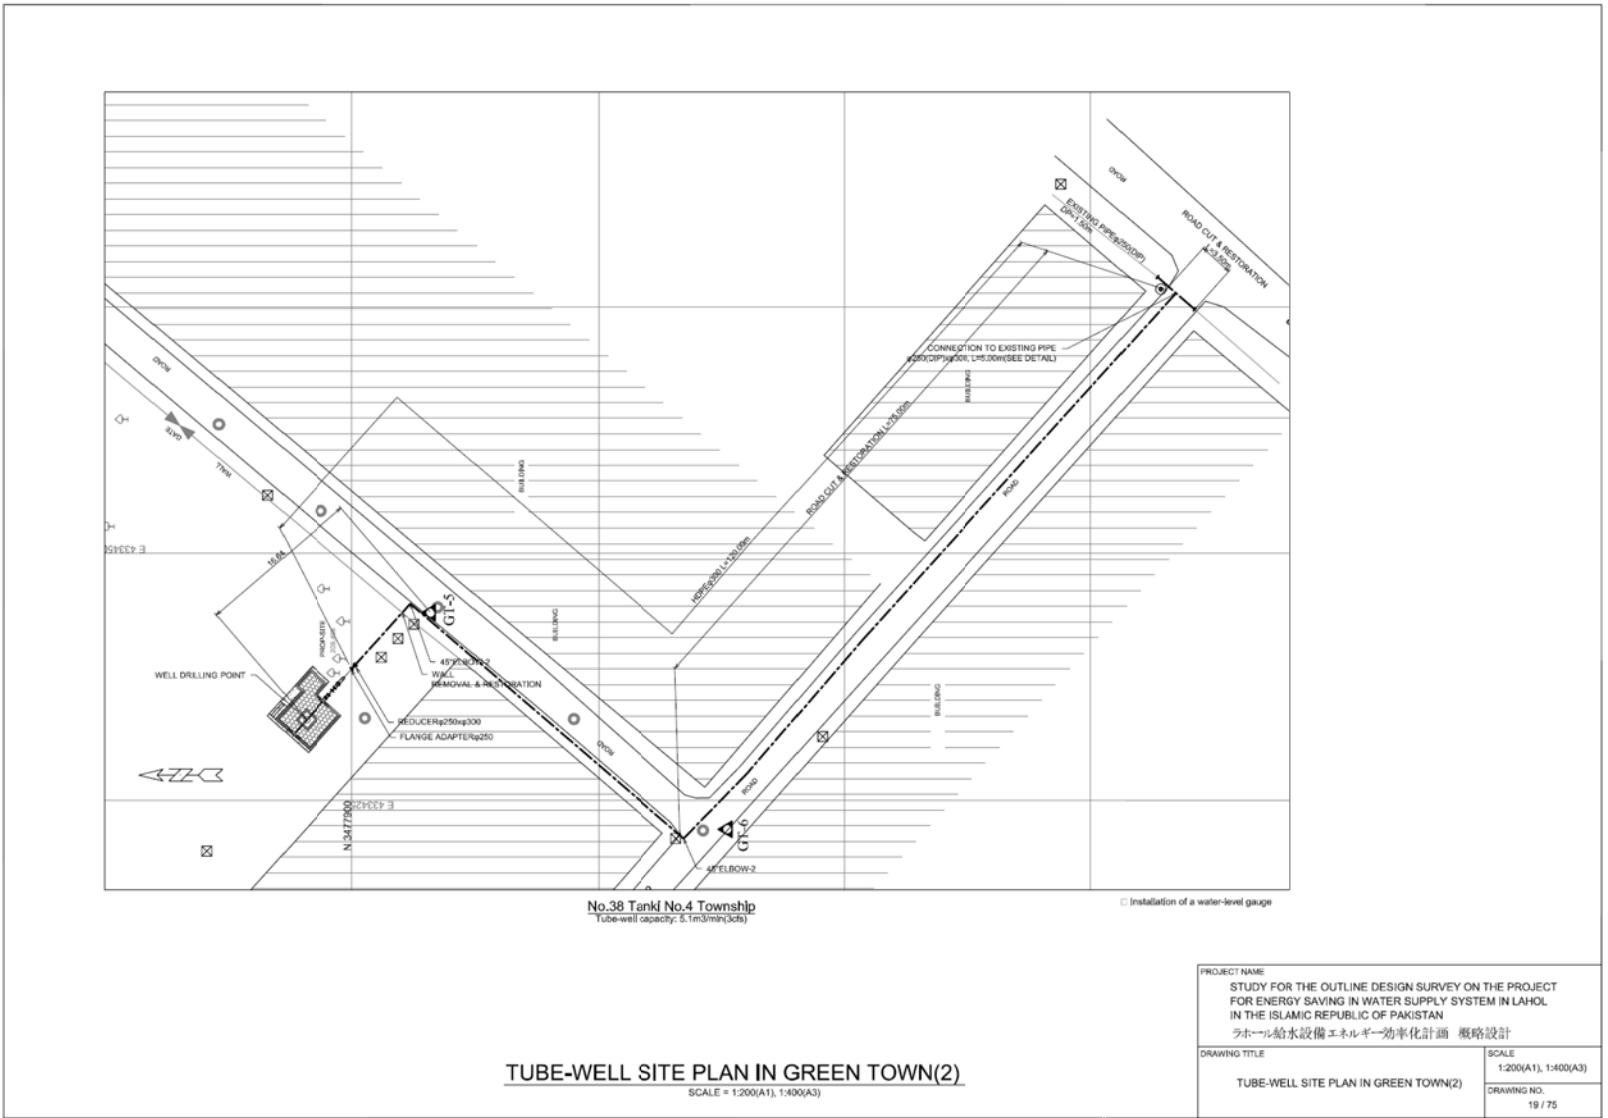 ROAD
EXISTING PIPEφ250(DIP)
DP=1.50m
ROAD CUT & RESTORATION
L=3.50m
CONNECTION TO EXISTING PIPE
φ250(DIP)xφ300, L=5.00m(SEE DETAIL)
BUILDING
ROAD
GATE
WALL
BUILDING
ROAD CUT & RESTORATION L=75.00m
ROAD
HDPEφ300 L=120.00m
16.64
PROP-SITE
GT-5
BUILDING
45°ELBOW-2
WALL
REMOVAL & RESTORATION
WELL DRILLING POINT
REDUCERφ250xφ300
FLANGE ADAPTERφ250
BUILDING
ROAD
ROAD
N 3477900
E 433425
GT-6
45°ELBOW-2
No.38 Tanki No.4 Township
Tube-well capacity: 5.1m3/min(3cfs)
□ Installation of a water-level gauge
TUBE-WELL SITE PLAN IN GREEN TOWN(2)
SCALE = 1:200(A1), 1:400(A3)
PROJECT NAME
STUDY FOR THE OUTLINE DESIGN SURVEY ON THE PROJECT
FOR ENERGY SAVING IN WATER SUPPLY SYSTEM IN LAHOL
IN THE ISLAMIC REPUBLIC OF PAKISTAN
ラホール給水設備エネルギー効率化計画 概略設計
DRAWING TITLE
TUBE-WELL SITE PLAN IN GREEN TOWN(2)
SCALE
1:200(A1), 1:400(A3)
DRAWING NO.
19 / 75